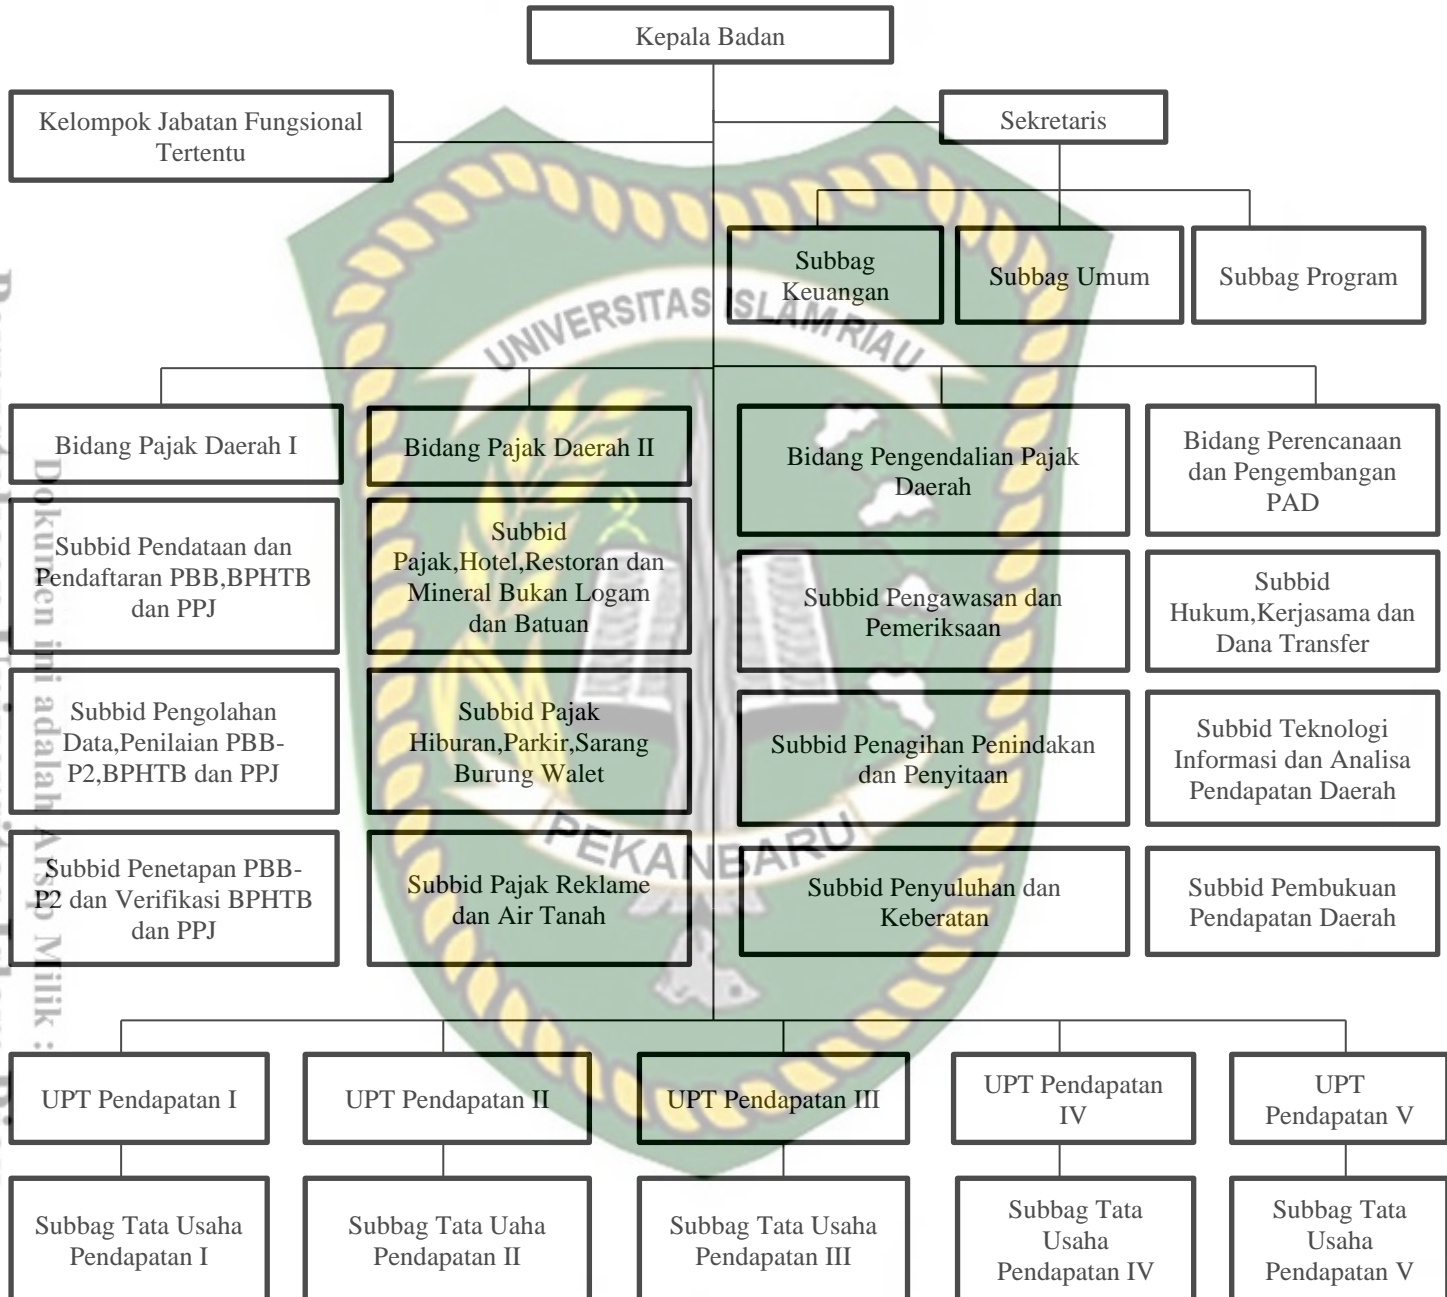 Kepala Badan
Kelompok Jabatan Fungsional
Tertentu
Sekretaris
Subbag
Keuangan
Subbag Umum
Subbag Program
UNIVERSITAS ISLAM RIAU
Bidang Pajak Daerah I
Bidang Pajak Daerah II
Bidang Pengendalian Pajak
Daerah
Bidang Perencanaan
dan Pengembangan
PAD
Subbid Pendataan dan
Pendaftaran PBB,BPHTB
dan PPJ
Subbid
Pajak,Hotel,Restoran dan
Mineral Bukan Logam
dan Batuan
Subbid Pengawasan dan
Pemeriksaan
Subbid
Hukum,Kerjasama dan
Dana Transfer
Subbid Pengolahan
Data,Penilaian PBB-
P2,BPHTB dan PPJ
Subbid Pajak
Hiburan,Parkir,Sarang
Burung Walet
Subbid Penagihan Penindakan
dan Penyitaan
Subbid Teknologi
Informasi dan Analisa
Pendapatan Daerah
PEKANBARU
Subbid Penetapan PBB-
P2 dan Verifikasi BPHTB
dan PPJ
Subbid Pajak Reklame
dan Air Tanah
Subbid Penyuluhan dan
Keberatan
Subbid Pembukuan
Pendapatan Daerah
UPT Pendapatan I
UPT Pendapatan II
UPT Pendapatan III
UPT Pendapatan
IV
UPT
Pendapatan V
Subbag Tata Usaha
Pendapatan I
Subbag Tata Uaha
Pendapatan II
Subbag Tata Usaha
Pendapatan III
Subbag Tata
Usaha
Pendapatan IV
Subbag Tata
Usaha
Pendapatan V
Dokumen ini adalah Arsip Milik :